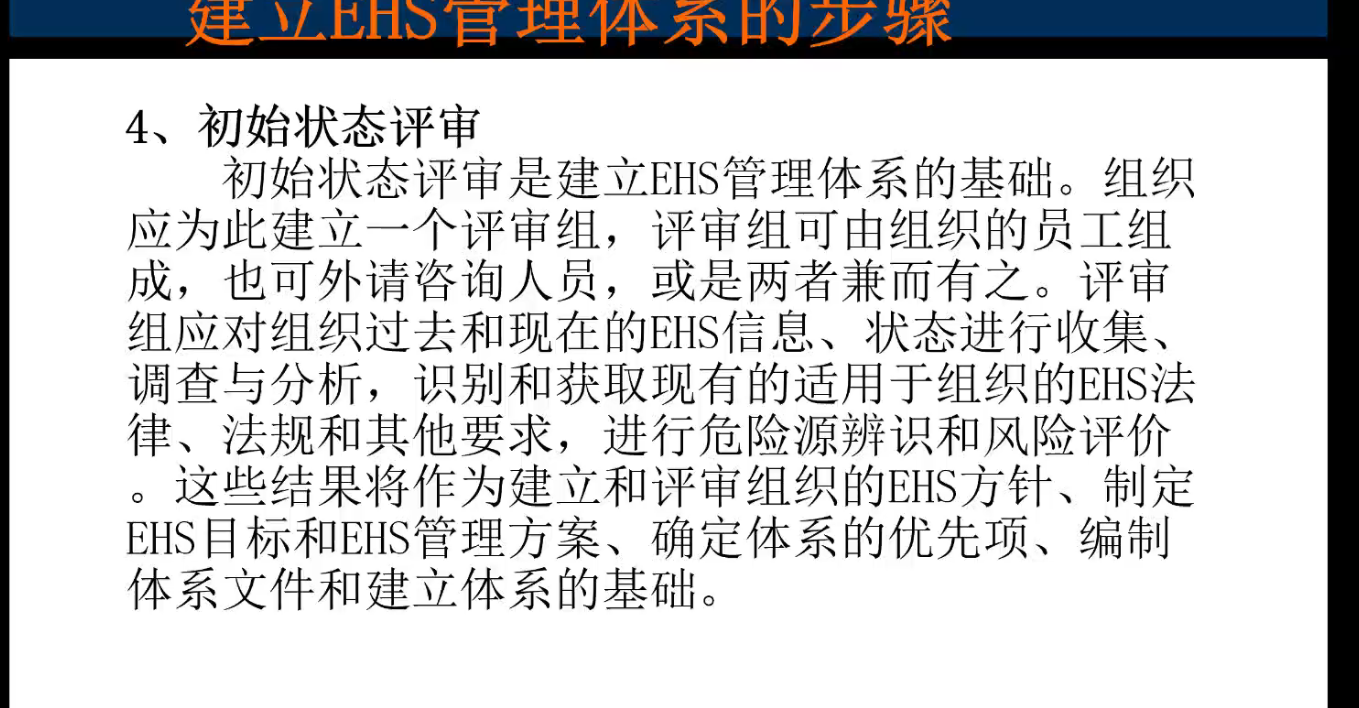 建立EHS管理体系的步骤
4、初始状态评审
初始状态评审是建立EHS管理体系的基础。组织
应为此建立一个评审组，评审组可由组织的员工组
成，也可外请咨询人员，或是两者兼而有之。评审
组应对组织过去和现在的EHS信息、状态进行收集、
调查与分析，识别和获取现有的适用于组织的EHS法
律、法规和其他要求，进行危险源辨识和风险评价
。这些结果将作为建立和评审组织的EHS方针、制定
EHS目标和EHS管理方案、确定体系的优先项、编制
体系文件和建立体系的基础。